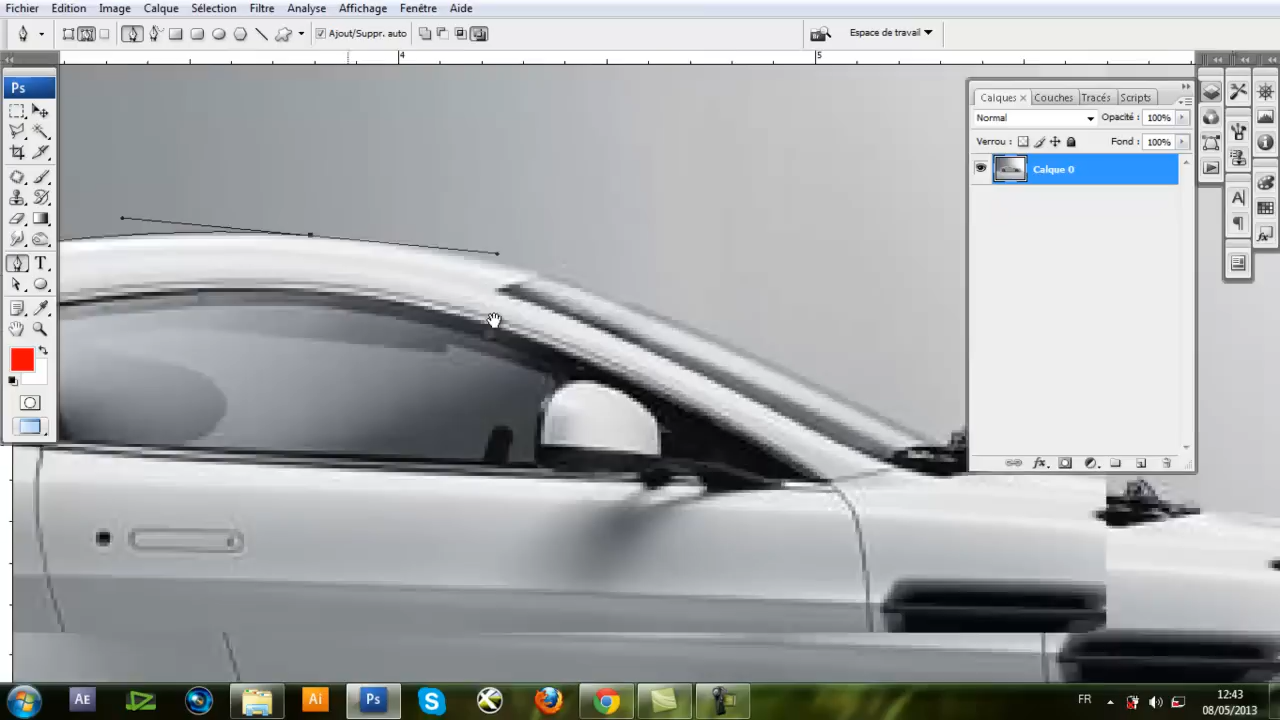 Fichier Edition Image Calque Sélection Filtre Analyse Affichage Fenêtre Aide
Ajout/Suppr. auto
Espace de travail
4 5
Ps
Calques Couches Tracés Scripts
Normal Opacité : 100%
Verrou : Fond : 100%
Calque 0
T
A
AE Ai Ps FR 12:43
08/05/2013